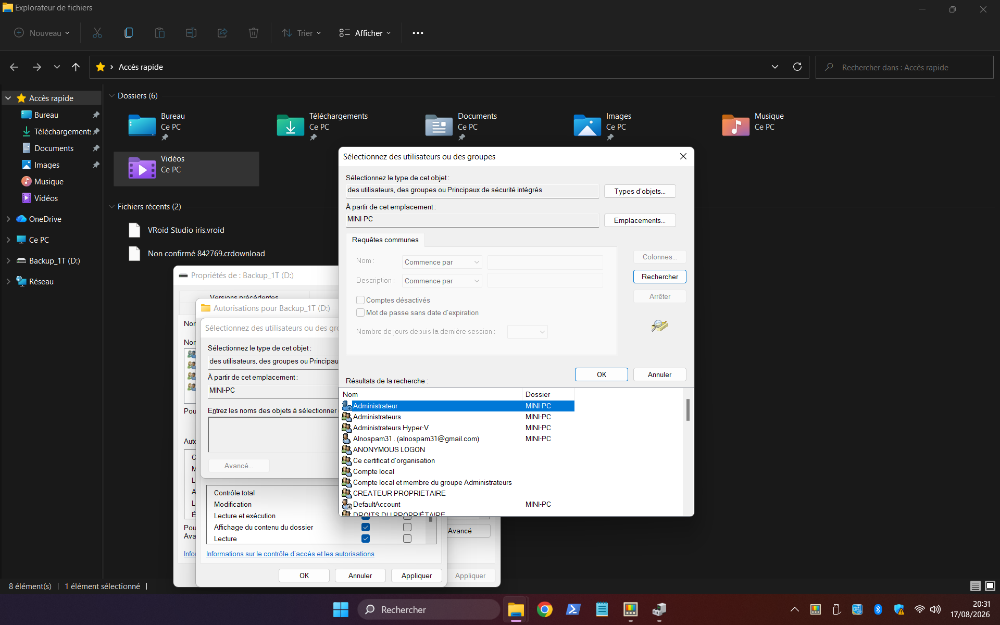 Explorateur de fichiers
Nouveau
Trier
Afficher
Accès rapide
Rechercher dans : Accès rapide
Accès rapide
Bureau
Téléchargements
Documents
Images
Musique
Vidéos
OneDrive
Ce PC
Backup_1T (D:)
Réseau
Dossiers (6)
Bureau
Ce PC
Téléchargements
Ce PC
Documents
Ce PC
Images
Ce PC
Musique
Ce PC
Vidéos
Ce PC
Fichiers récents (2)
VRoid Studio iris.vroid
Non confirmé 842769.crdownload
Propriétés de : Backup_1T (D:)
Versions précédentes
Autorisations pour Backup_1T (D:)
Sélectionnez des utilisateurs ou des gro
Sélectionnez le type de cet objet :
des utilisateurs, des groupes ou Principau
À partir de cet emplacement :
MINI-PC
Entrez les noms des objets à sélectionner
Avancé...
Contrôle total
Modification
Lecture et exécution
Affichage du contenu du dossier
Lecture
Informations sur le contrôle d'accès et les autorisations
OK
Annuler
Appliquer
Nor
Nor
Pou
Auto
C
M
L
A
L
É
Pou
Ava
Infor
Avancé
Appliquer
Sélectionnez des utilisateurs ou des groupes
Sélectionnez le type de cet objet :
des utilisateurs, des groupes ou Principaux de sécurité intégrés
Types d'objets...
À partir de cet emplacement :
MINI-PC
Emplacements...
Requêtes communes
Nom :
Commence par
Description :
Commence par
Comptes désactivés
Mot de passe sans date d'expiration
Nombre de jours depuis la dernière session :
Colonnes...
Rechercher
Arrêter
OK
Annuler
Résultats de la recherche :
Nom Dossier
Administrateur MINI-PC
Administrateurs MINI-PC
Administrateurs Hyper-V MINI-PC
Alnospam31 . (alnospam31@gmail.com) MINI-PC
ANONYMOUS LOGON
Ce certificat d'organisation
Compte local
Compte local et membre du groupe Administrateurs
CREATEUR PROPRIETAIRE
DefaultAccount MINI-PC
DROITS DU PROPRIÉTAIRE
8 élément(s)
1 élément sélectionné
Rechercher
20:31
17/08/2026